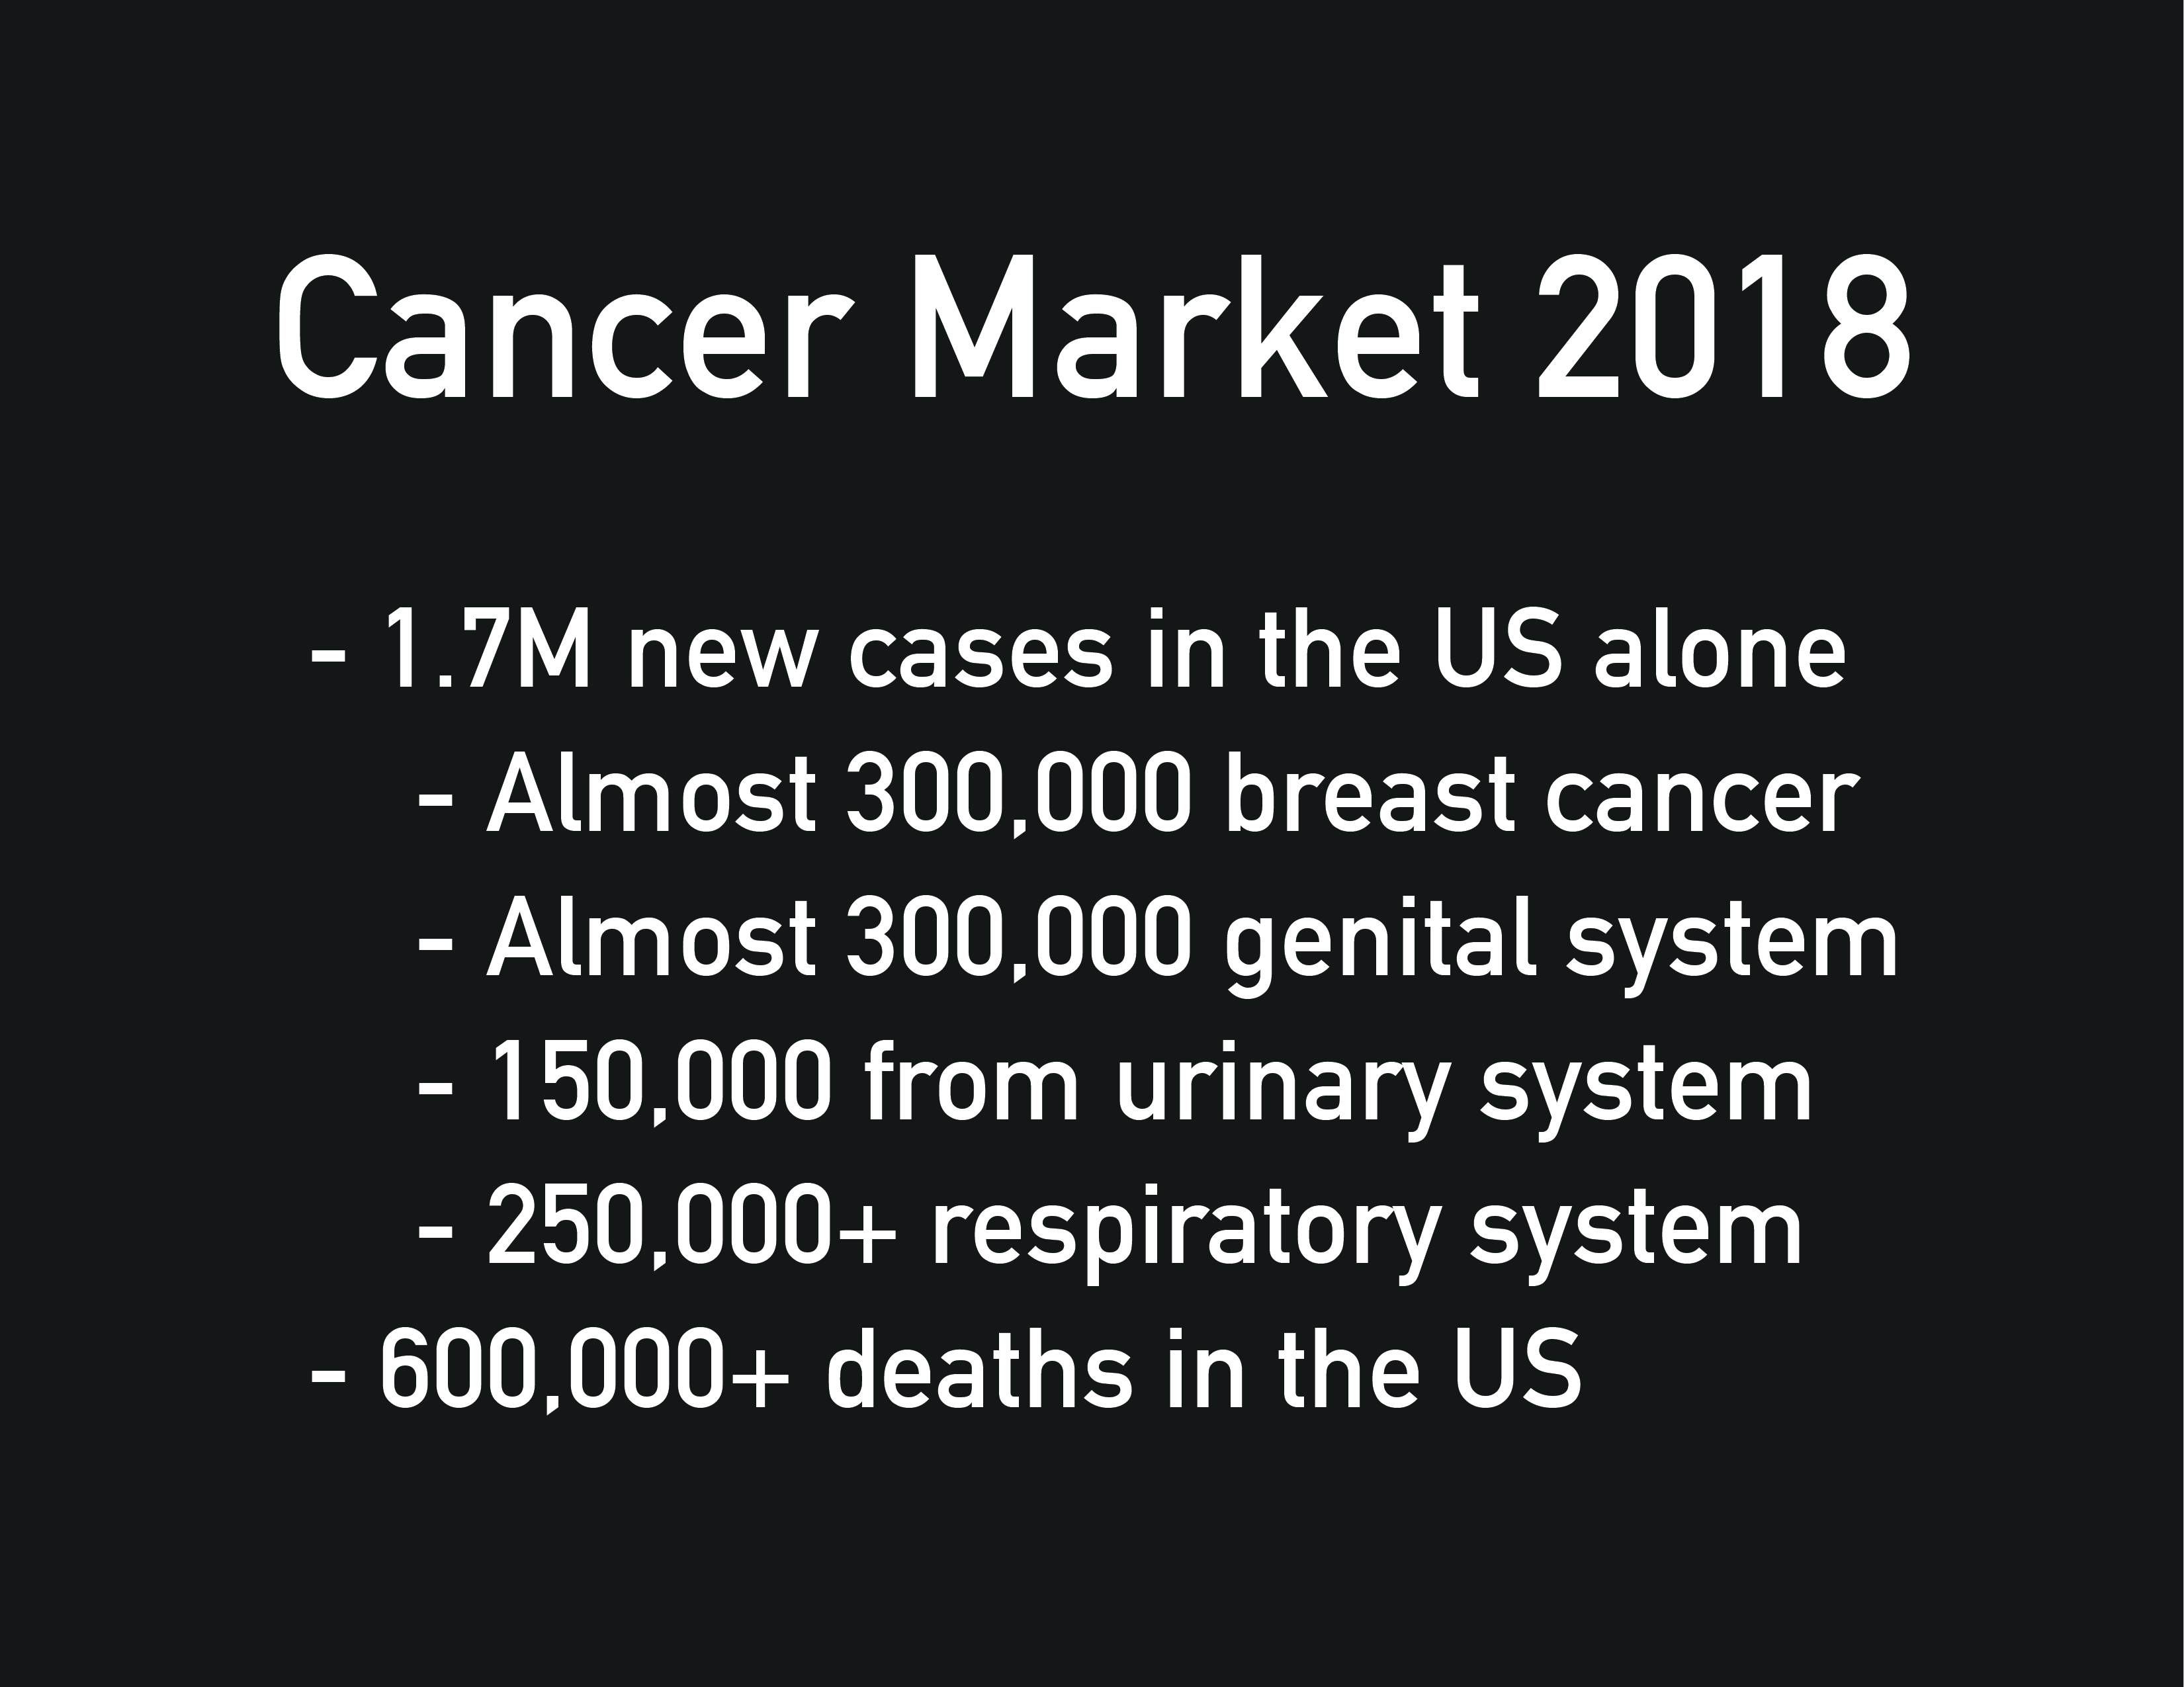 Cancer Market 2018
- 1.7M new cases in the US alone
- Almost 300,000 breast cancer
- Almost 300,000 genital system
- 150,000 from urinary system
- 250,000+ respiratory system
- 600,000+ deaths in the US